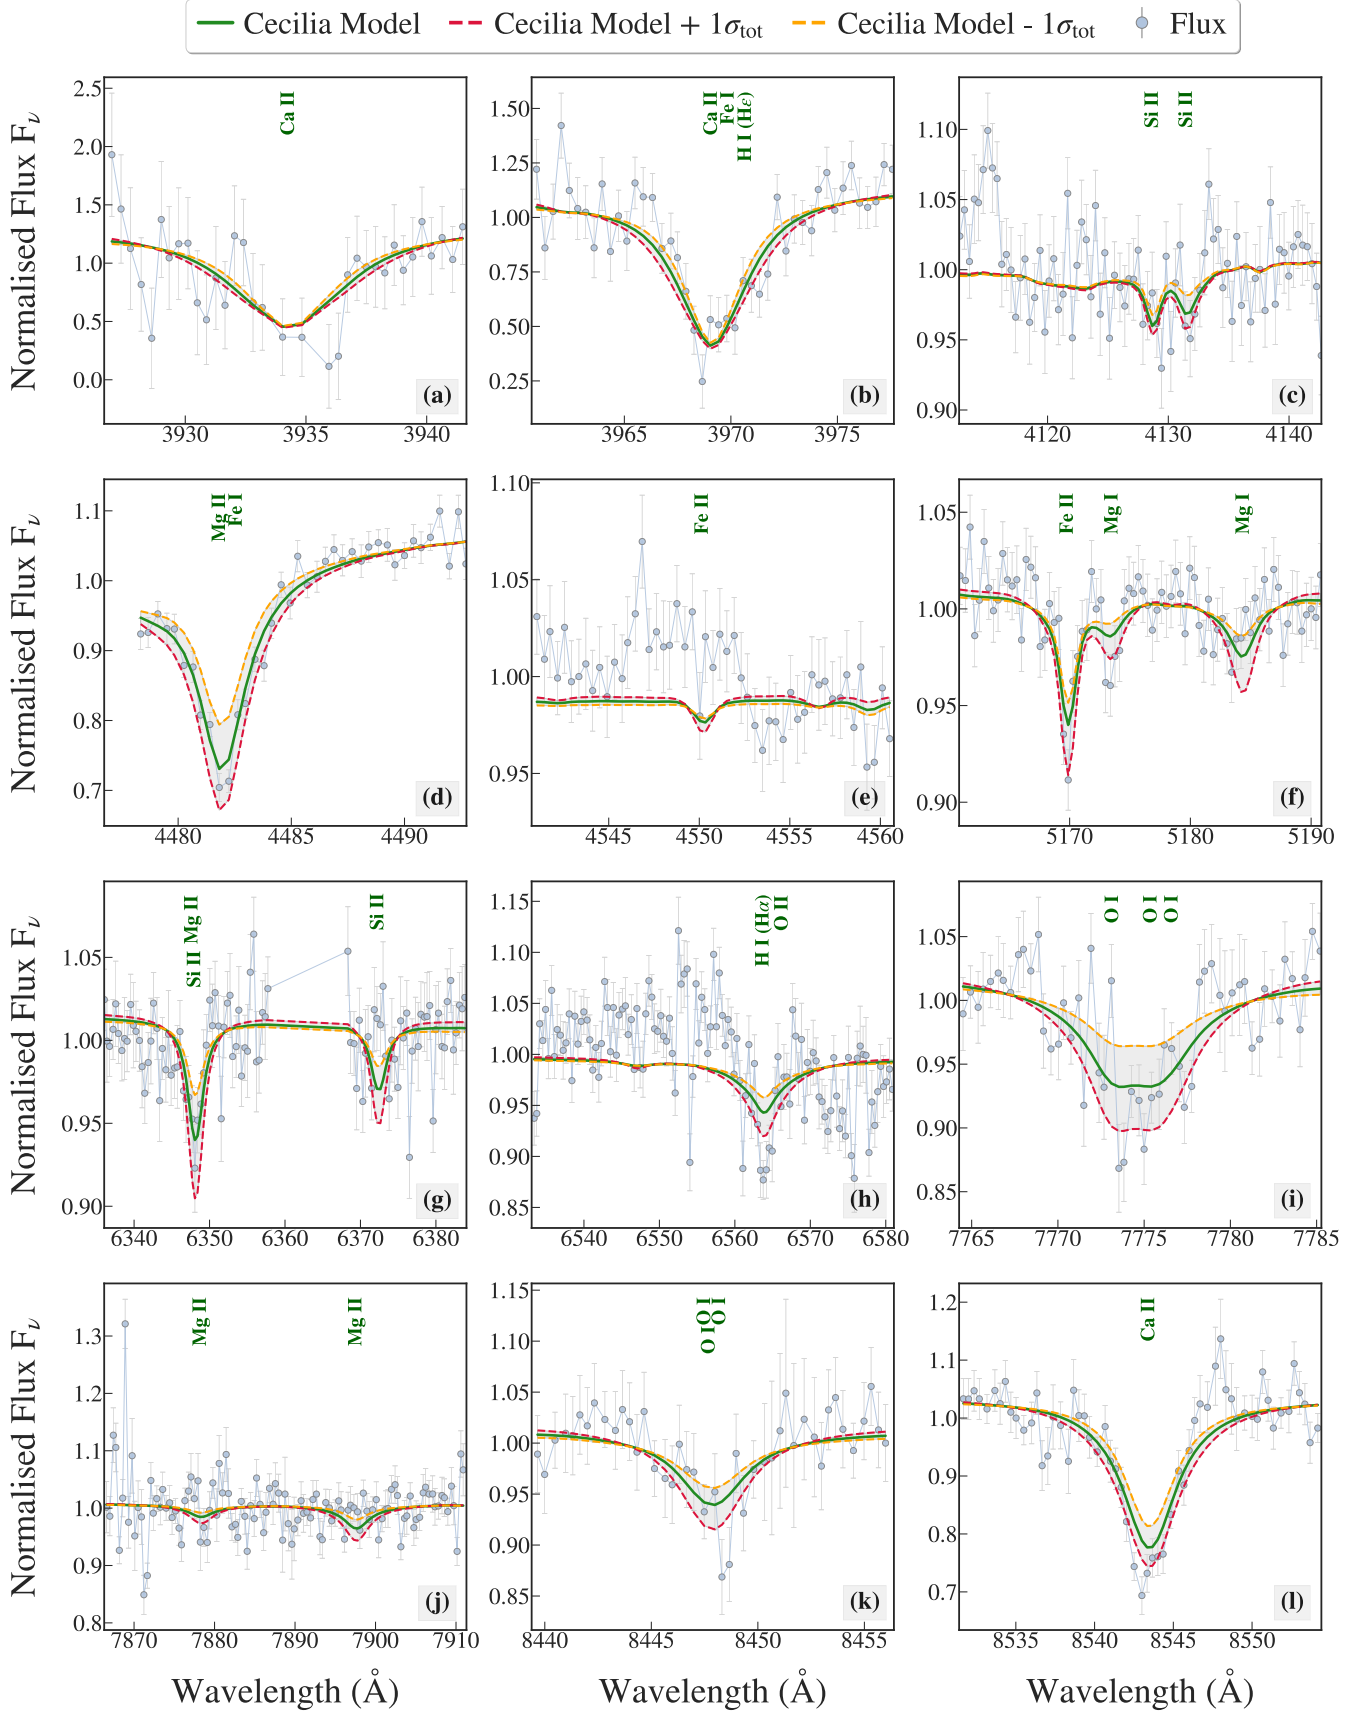 Cecilia Model Cecilia Model + 1σtot Cecilia Model - 1σtot Flux
Normalised Flux Fν
2.5
2.0
1.5
1.0
0.5
0.0
Ca II
(a)
3930 3935 3940
1.50
1.25
1.00
0.75
0.50
0.25
Ca II
Fe I
H I (Hε)
(b)
3965 3970 3975
1.10
1.05
1.00
0.95
0.90
Si II
Si II
(c)
4120 4130 4140
Normalised Flux Fν
1.1
1.0
0.9
0.8
0.7
Mg II
Fe I
(d)
4480 4485 4490
1.10
1.05
1.00
0.95
Fe II
(e)
4545 4550 4555 4560
1.05
1.00
0.95
0.90
Fe II
Mg I
Mg I
(f)
5170 5180 5190
Normalised Flux Fν
1.05
1.00
0.95
0.90
Si II Mg II
Si II
(g)
6340 6350 6360 6370 6380
1.15
1.10
1.05
1.00
0.95
0.90
0.85
H I (Hα)
O II
(h)
6540 6550 6560 6570 6580
1.05
1.00
0.95
0.90
0.85
O I
O I
O I
(i)
7765 7770 7775 7780 7785
Normalised Flux Fν
1.3
1.2
1.1
1.0
0.9
0.8
Mg II
Mg II
(j)
7870 7880 7890 7900 7910
1.15
1.10
1.05
1.00
0.95
0.90
0.85
O I
O I
O I
(k)
8440 8445 8450 8455
1.2
1.1
1.0
0.9
0.8
0.7
Ca II
(l)
8535 8540 8545 8550
Wavelength (Å) Wavelength (Å) Wavelength (Å)